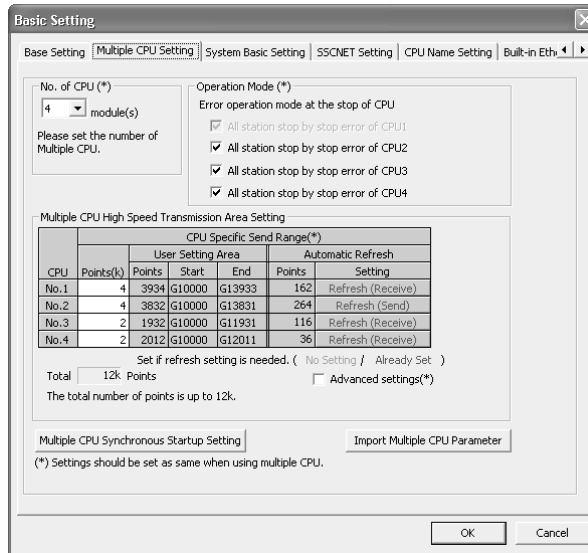 Basic Setting
Base Setting Multiple CPU Setting System Basic Setting SSCNET Setting CPU Name Setting Built-in Eth
No. of CPU (*)
4 module(s)
Please set the number of
Multiple CPU.
Operation Mode (*)
Error operation mode at the stop of CPU
All station stop by stop error of CPU1
All station stop by stop error of CPU2
All station stop by stop error of CPU3
All station stop by stop error of CPU4
Multiple CPU High Speed Transmission Area Setting
CPU Specific Send Range(*)
User Setting Area Automatic Refresh
CPU Points(k) Points Start End Points Setting
No.1 4 3934 G10000 G13933 162 Refresh (Receive)
No.2 4 3832 G10000 G13831 264 Refresh (Send)
No.3 2 1932 G10000 G11931 116 Refresh (Receive)
No.4 2 2012 G10000 G12011 36 Refresh (Receive)
Set if refresh setting is needed. ( No Setting / Already Set )
Total 12k Points
Advanced settings(*)
The total number of points is up to 12k.
Multiple CPU Synchronous Startup Setting Import Multiple CPU Parameter
(*) Settings should be set as same when using multiple CPU.
OK Cancel